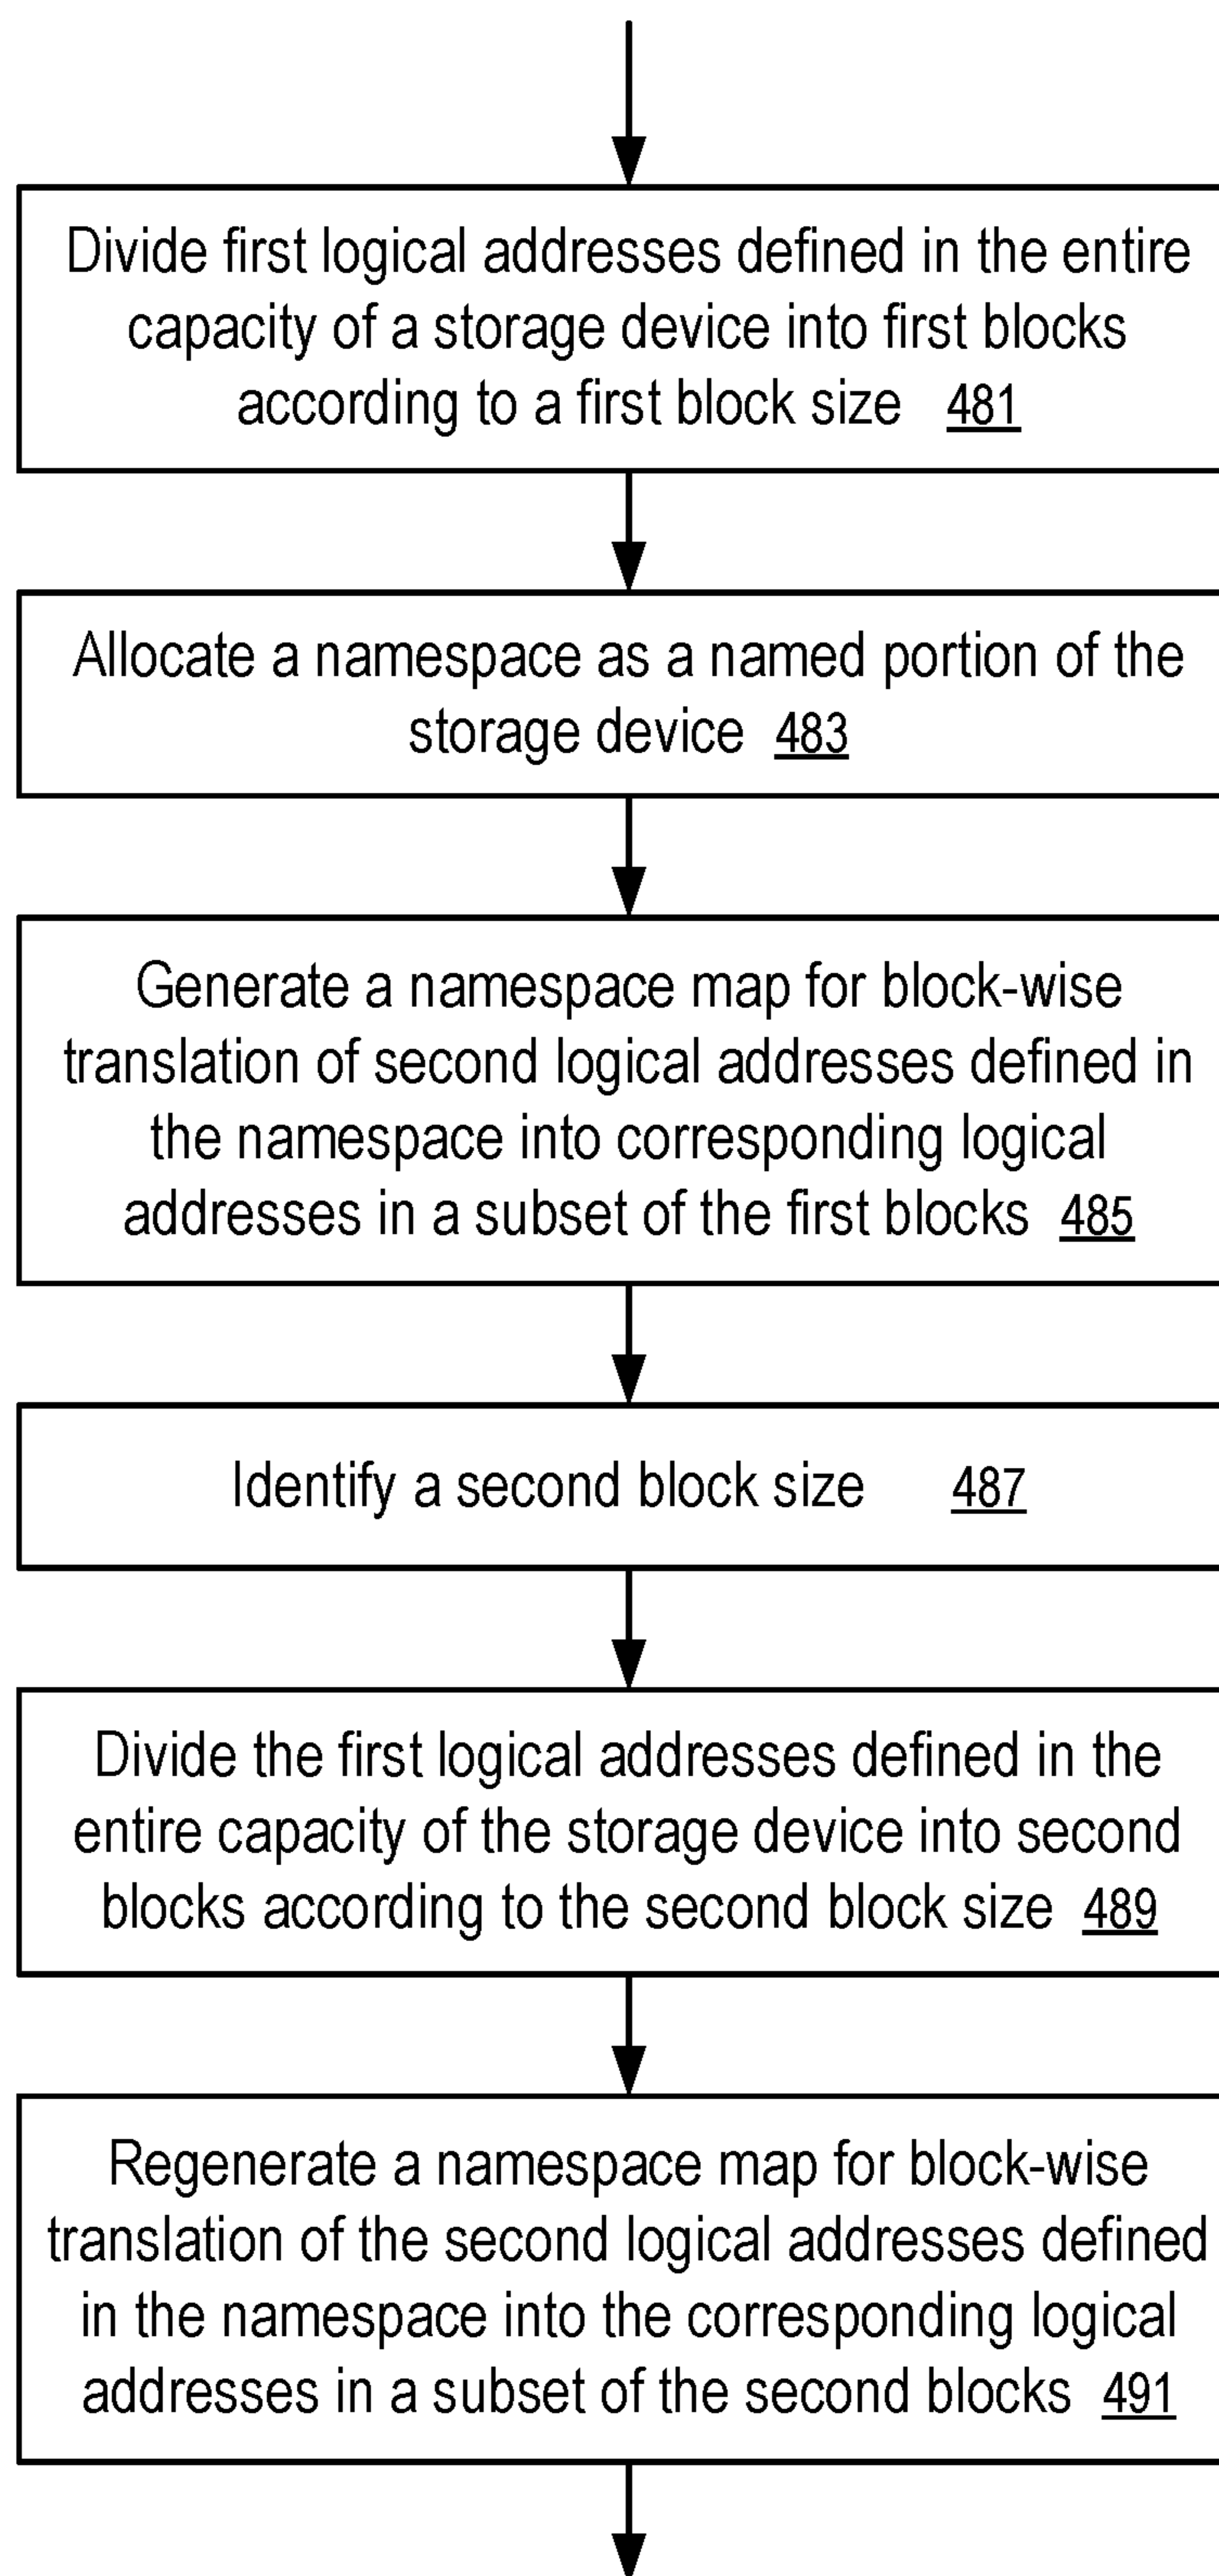 Divide first logical addresses defined in the entire
capacity of a storage device into first blocks
according to a first block size 481
Allocate a namespace as a named portion of the
storage device 483
Generate a namespace map for block-wise
translation of second logical addresses defined in
the namespace into corresponding logical
addresses in a subset of the first blocks 485
Identify a second block size 487
Divide the first logical addresses defined in the
entire capacity of the storage device into second
blocks according to the second block size 489
Regenerate a namespace map for block-wise
translation of the second logical addresses defined
in the namespace into the corresponding logical
addresses in a subset of the second blocks 491